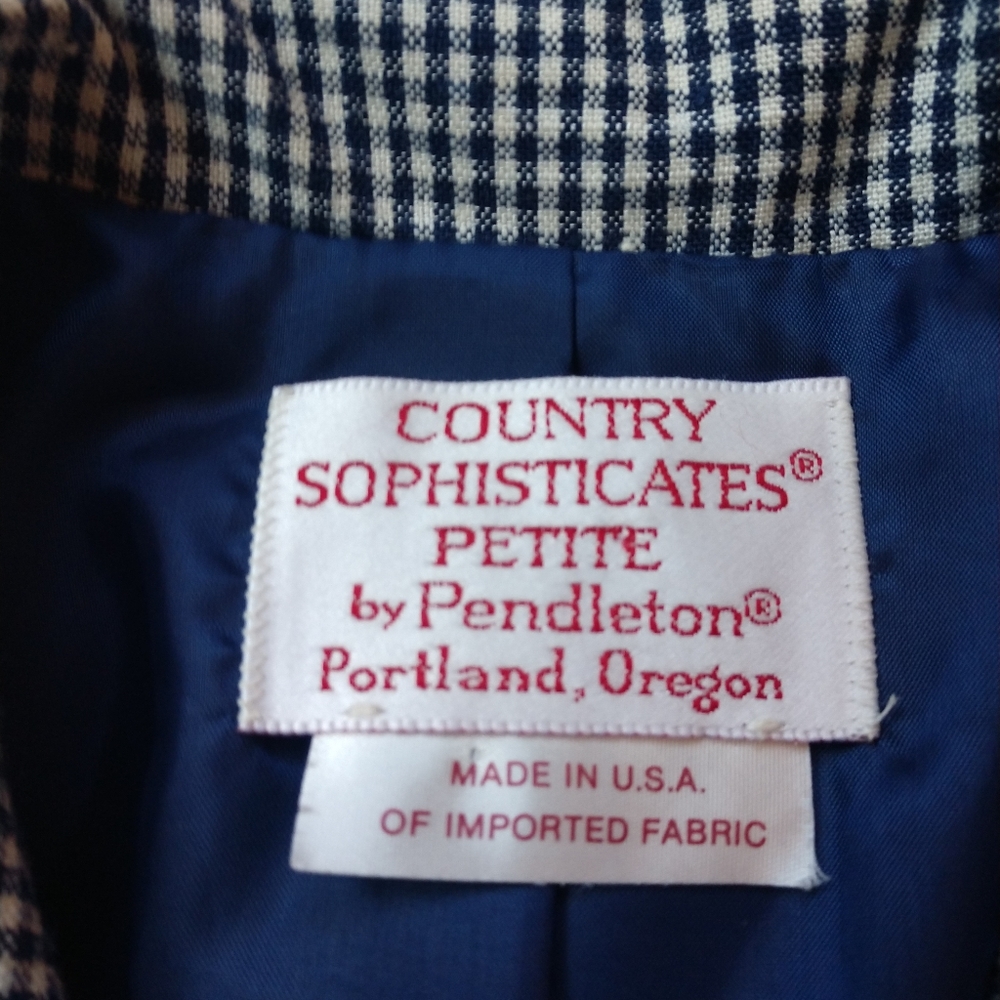 COUNTRY
SOPHISTICATES®
PETITE
by Pendleton®
Portland, Oregon
MADE IN U.S.A.
OF IMPORTED FABRIC